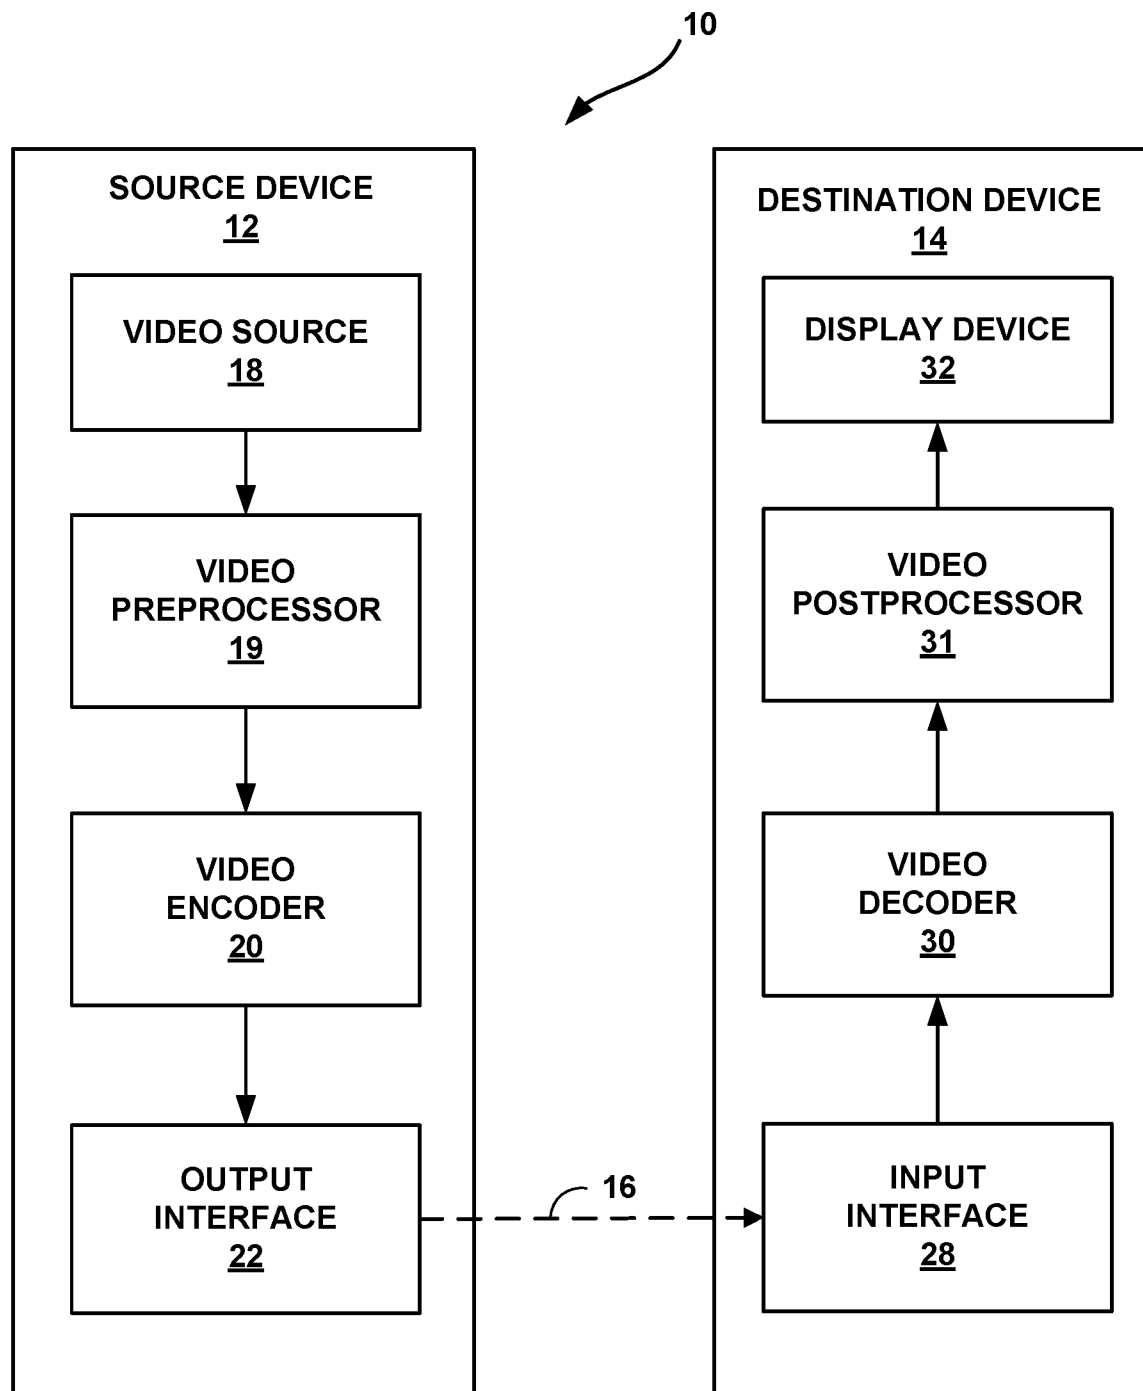 10
SOURCE DEVICE
12
VIDEO SOURCE
18
VIDEO
PREPROCESSOR
19
VIDEO
ENCODER
20
OUTPUT
INTERFACE
22
16
DESTINATION DEVICE
14
DISPLAY DEVICE
32
VIDEO
POSTPROCESSOR
31
VIDEO
DECODER
30
INPUT
INTERFACE
28